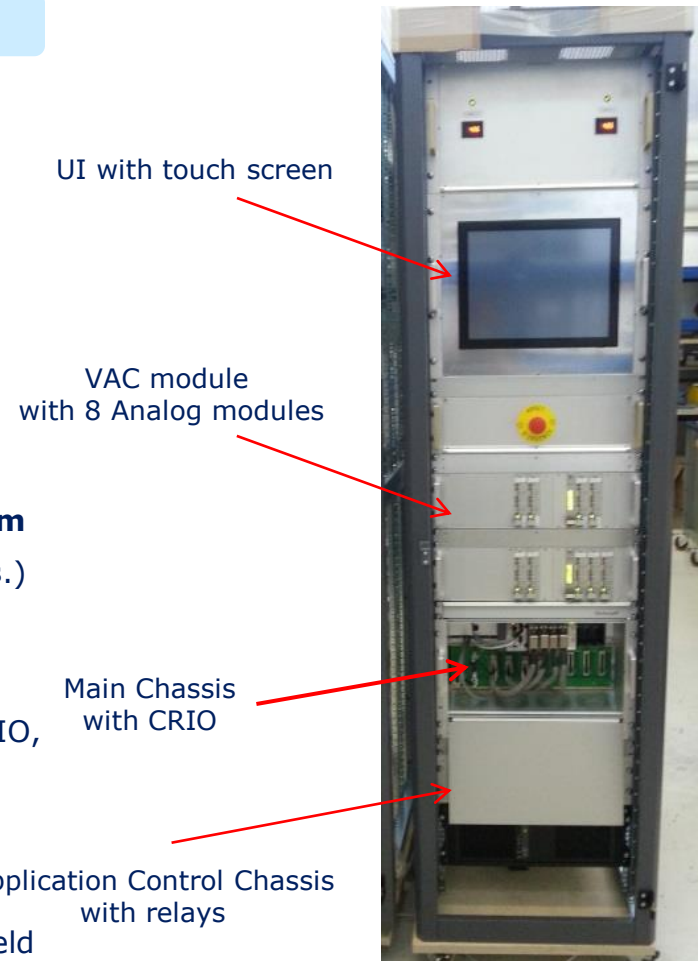 UI with touch screen
VAC module
with 8 Analog modules
m
s.)
Main Chassis
with CRIO
IO,
pplication Control Chassis
with relays
eld